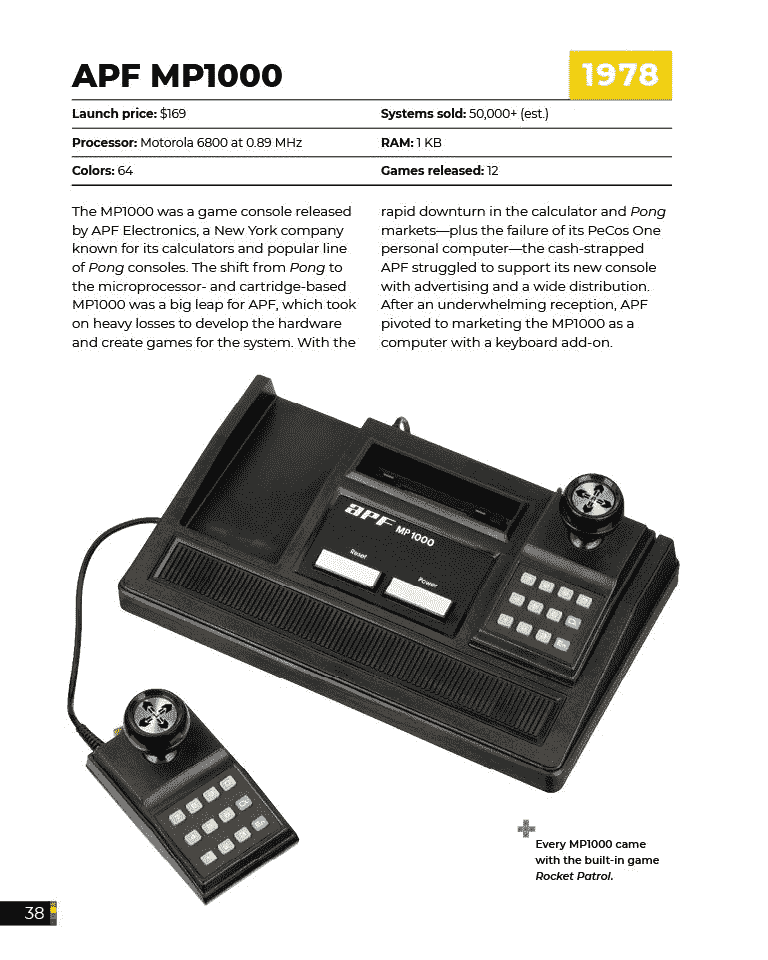 APF MP1000
1978
Launch price: $169
Systems sold: 50,000+ (est.)
Processor: Motorola 6800 at 0.89 MHz
RAM: 1 KB
Colors: 64
Games released: 12
The MP1000 was a game console released
by APF Electronics, a New York company
known for its calculators and popular line
of Pong consoles. The shift from Pong to
the microprocessor- and cartridge-based
MP1000 was a big leap for APF, which took
on heavy losses to develop the hardware
and create games for the system. With the
rapid downturn in the calculator and Pong
markets—plus the failure of its PeCos One
personal computer—the cash-strapped
APF struggled to support its new console
with advertising and a wide distribution.
After an underwhelming reception, APF
pivoted to marketing the MP1000 as a
computer with a keyboard add-on.
apf MP1000
Reset
Power
Every MP1000 came
with the built-in game
Rocket Patrol.
38